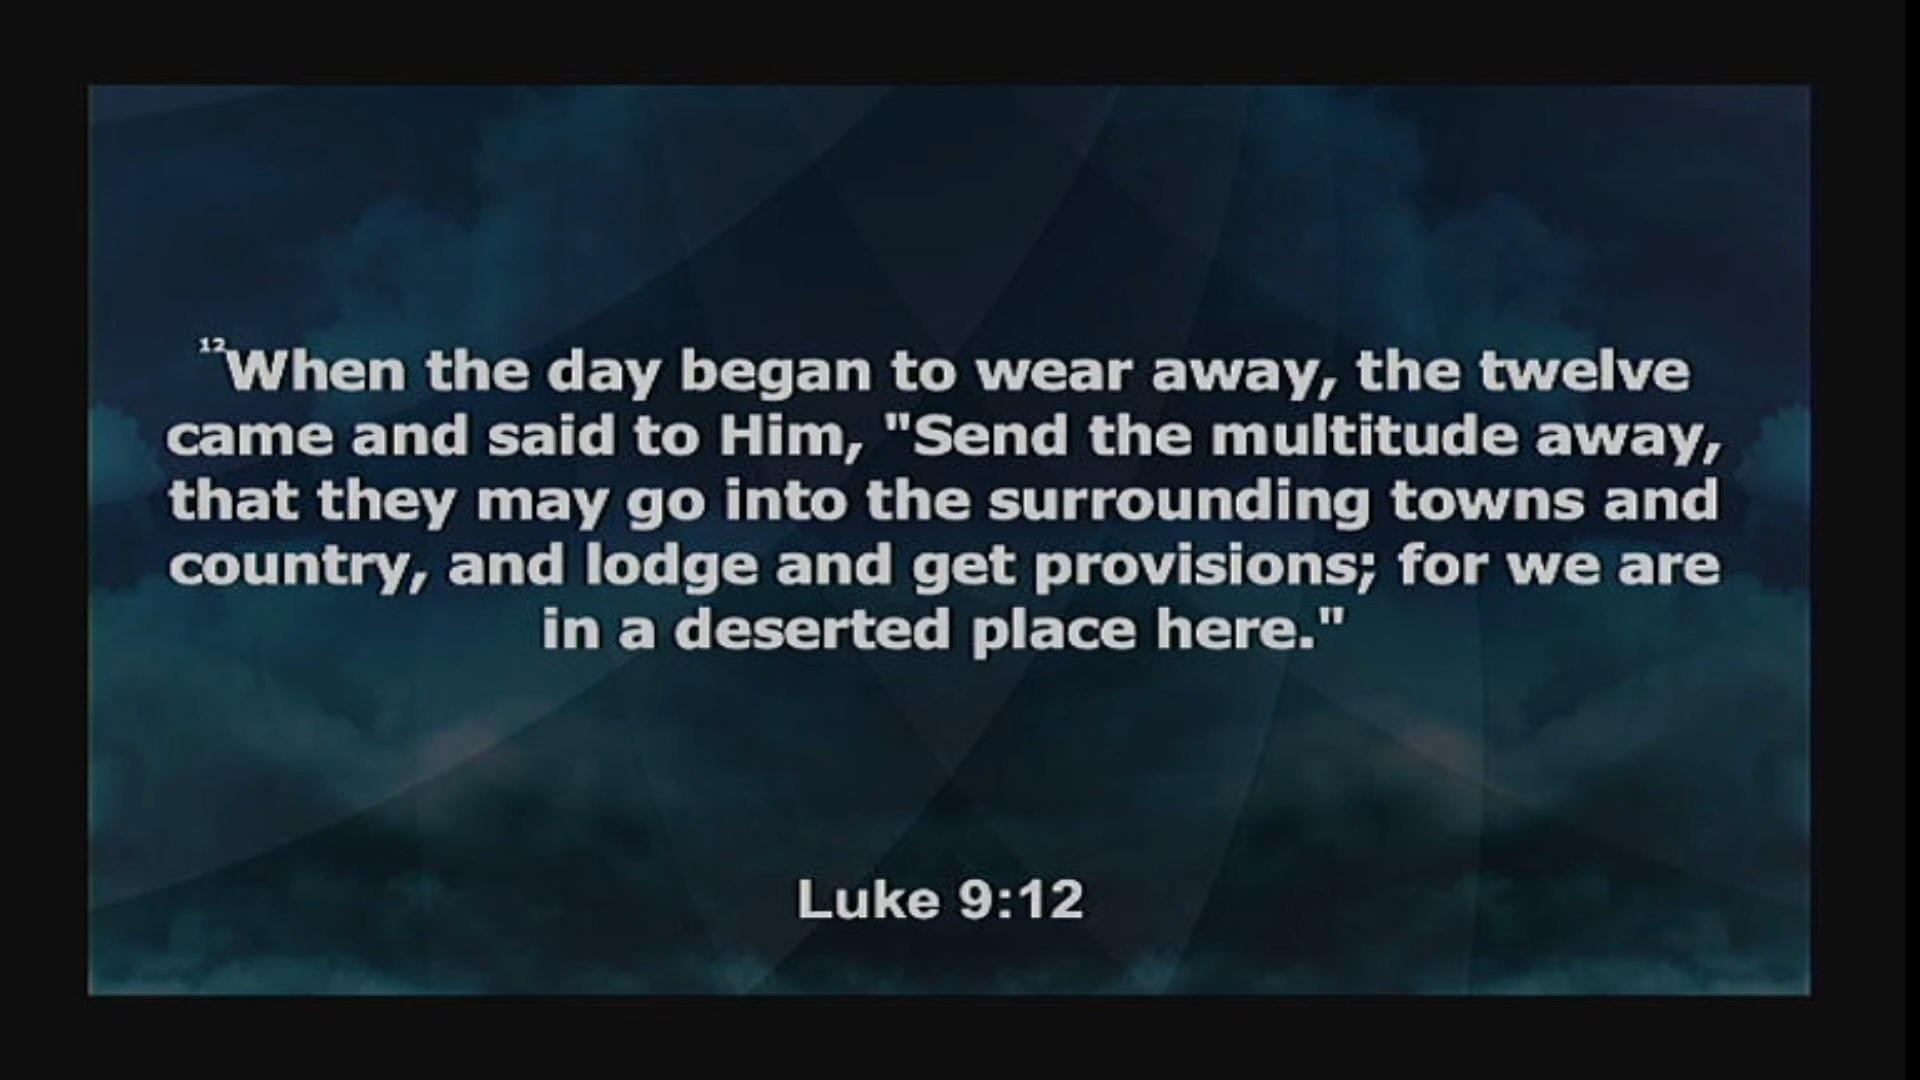 12When the day began to wear away, the twelve
came and said to Him, "Send the multitude away,
that they may go into the surrounding towns and
country, and lodge and get provisions; for we are
in a deserted place here."
Luke 9:12